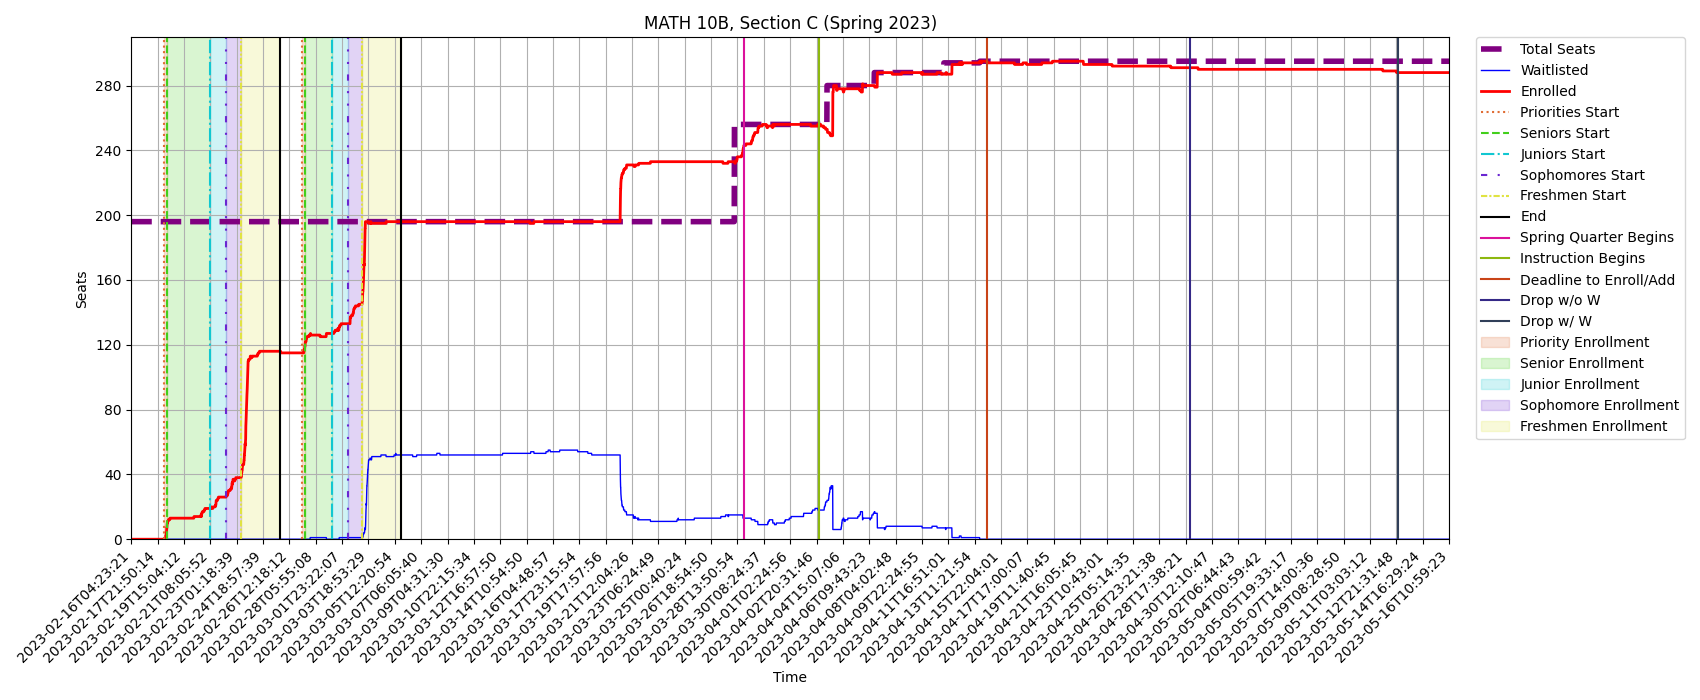 MATH 10B, Section C (Spring 2023)
Seats
280
240
200
160
120
80
40
0
2023-02-16T04:23:21
2023-02-17T21:50:14
2023-02-19T15:04:12
2023-02-21T08:05:52
2023-02-23T01:18:39
2023-02-24T18:57:39
2023-02-26T12:18:12
2023-02-28T05:55:08
2023-03-01T23:22:07
2023-03-03T18:53:29
2023-03-05T12:20:54
2023-03-07T06:05:40
2023-03-09T04:31:30
2023-03-10T22:15:34
2023-03-12T16:57:50
2023-03-14T10:54:50
2023-03-16T04:48:57
2023-03-17T23:15:54
2023-03-19T17:57:56
2023-03-21T12:04:26
2023-03-23T06:24:49
2023-03-25T00:40:24
2023-03-26T18:54:50
2023-03-28T13:50:54
2023-03-30T08:24:37
2023-04-01T02:24:56
2023-04-02T20:31:46
2023-04-04T15:07:06
2023-04-06T09:43:23
2023-04-08T04:02:48
2023-04-09T22:24:55
2023-04-11T16:51:01
2023-04-13T11:21:54
2023-04-15T22:04:01
2023-04-17T17:00:07
2023-04-19T11:40:45
2023-04-21T16:05:45
2023-04-23T10:43:01
2023-04-25T05:14:35
2023-04-26T23:21:38
2023-04-28T17:38:21
2023-04-30T12:10:47
2023-05-02T06:44:43
2023-05-04T00:59:42
2023-05-05T19:33:17
2023-05-07T14:00:36
2023-05-09T08:28:50
2023-05-11T03:03:12
2023-05-12T21:31:48
2023-05-14T16:29:24
2023-05-16T10:59:23
Time
Total Seats
Waitlisted
Enrolled
Priorities Start
Seniors Start
Juniors Start
Sophomores Start
Freshmen Start
End
Spring Quarter Begins
Instruction Begins
Deadline to Enroll/Add
Drop w/o W
Drop w/ W
Priority Enrollment
Senior Enrollment
Junior Enrollment
Sophomore Enrollment
Freshmen Enrollment